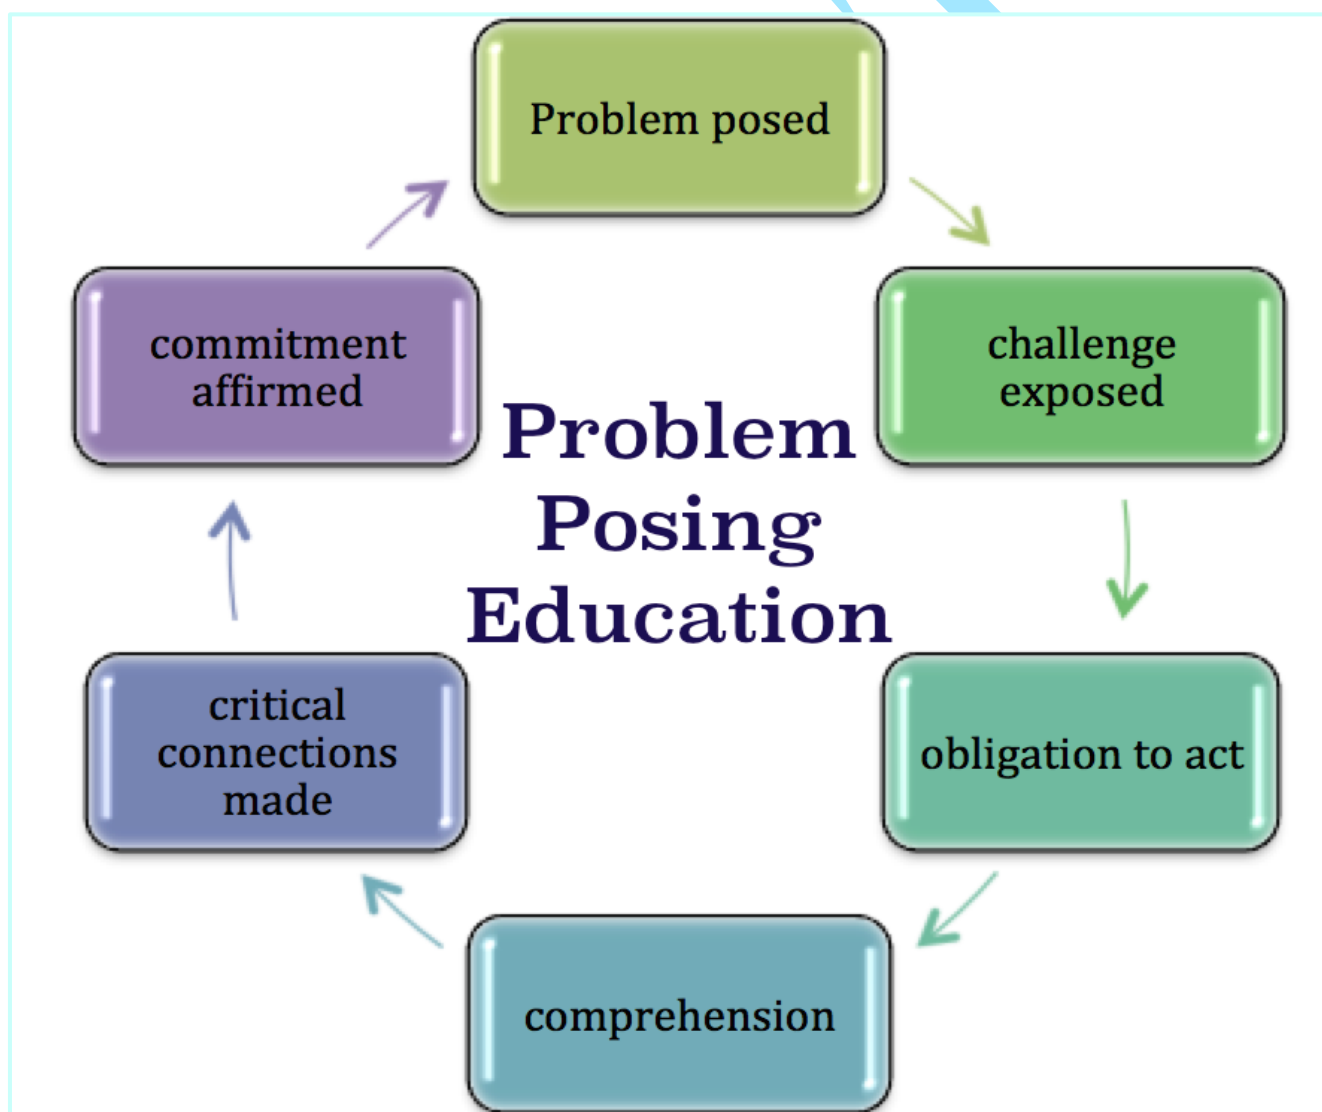 Problem posed
challenge
exposed
obligation to act
comprehension
critical
connections
made
commitment
affirmed
Problem
Posing
Education